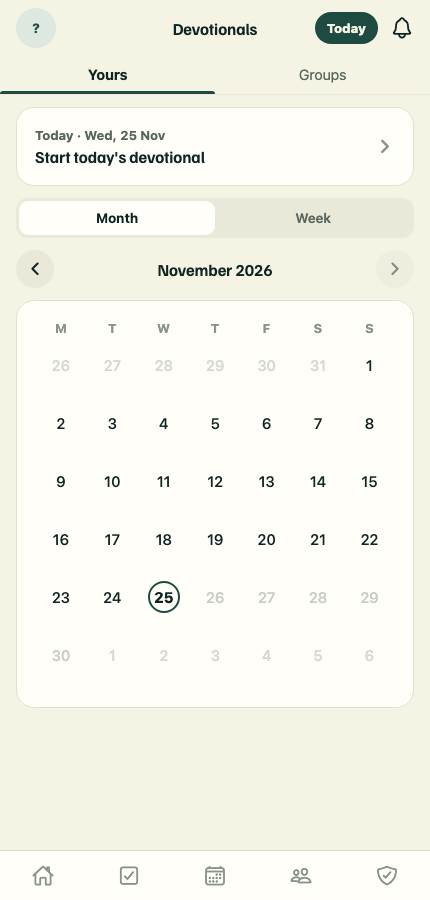 ?
Devotionals
Today
Yours
Groups
Today · Wed, 25 Nov
Start today's devotional
Month
Week
November 2026
M T W T F S S
26 27 28 29 30 31 1
2 3 4 5 6 7 8
9 10 11 12 13 14 15
16 17 18 19 20 21 22
23 24 25 26 27 28 29
30 1 2 3 4 5 6